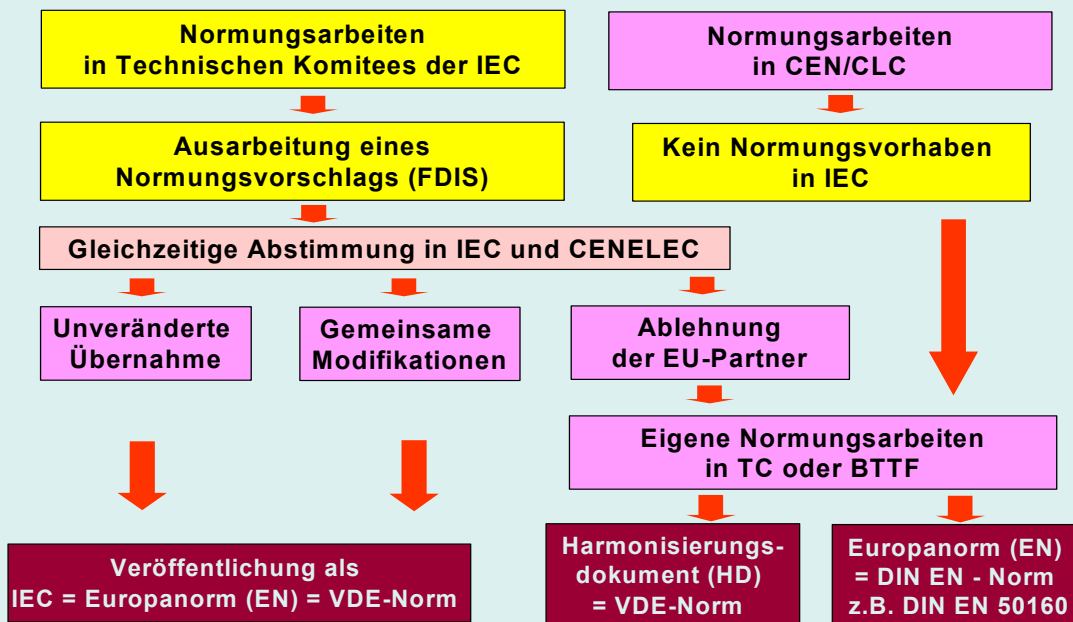 Normungsarbeiten
in Technischen Komitees der IEC
Normungsarbeiten
in CEN/CLC
Ausarbeitung eines
Normungsvorschlags (FDIS)
Kein Normungsvorhaben
in IEC
Gleichzeitige Abstimmung in IEC und CENELEC
Unveränderte
Übernahme
Gemeinsame
Modifikationen
Ablehnung
der EU-Partner
Eigene Normungsarbeiten
in TC oder BTTF
Veröffentlichung als
IEC = Europanorm (EN) = VDE-Norm
Harmonisierungs-
dokument (HD)
= VDE-Norm
Europanorm (EN)
= DIN EN - Norm
z.B. DIN EN 50160